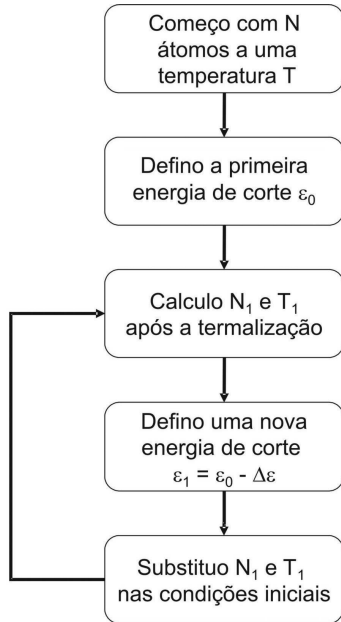 Começo com N
átomos a uma
temperatura T
Defino a primeira
energia de corte ε₀
Calculo N₁ e T₁
após a termalização
Defino uma nova
energia de corte
ε₁ = ε₀ - Δε
Substituo N₁ e T₁
nas condições iniciais